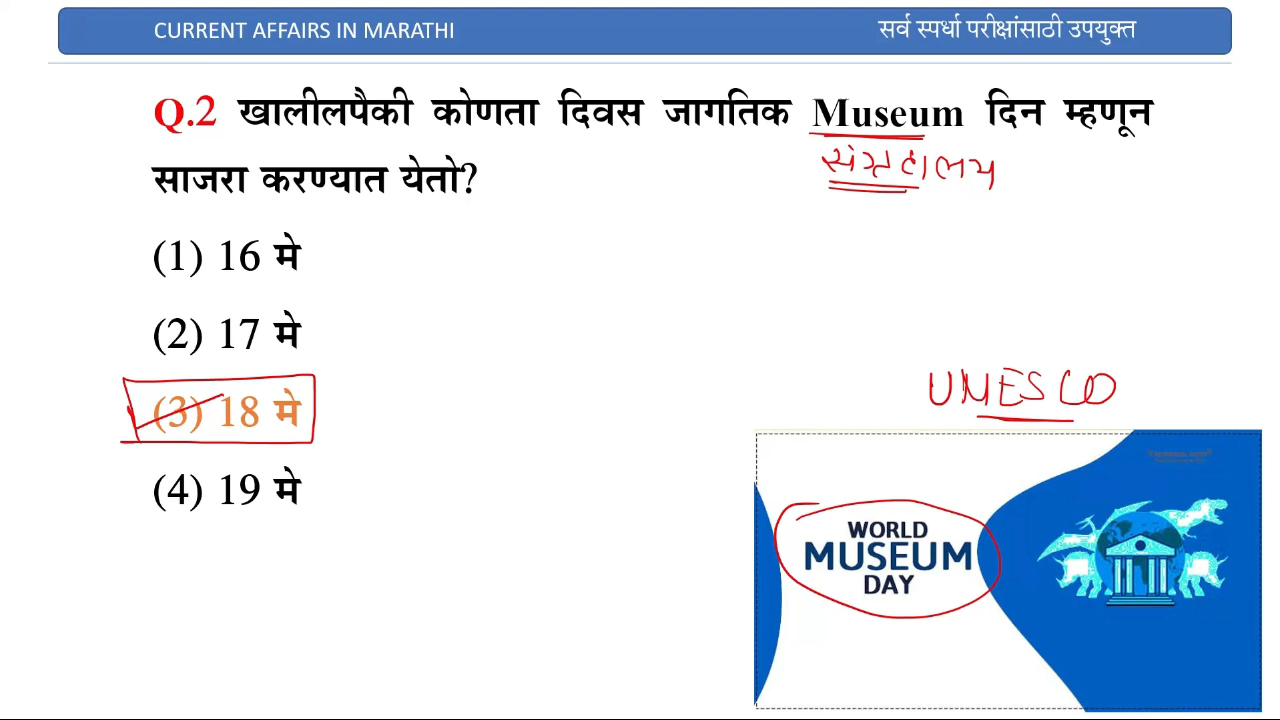 CURRENT AFFAIRS IN MARATHI
सर्व स्पर्धा परीक्षांसाठी उपयुक्त
Q.2 खालीलपैकी कोणता दिवस जागतिक Museum दिन म्हणून
संग्रहालय
साजरा करण्यात येतो?
(1) 16 मे
(2) 17 मे
(3) 18 मे
(4) 19 मे
UNESCO
WORLD
MUSEUM
DAY